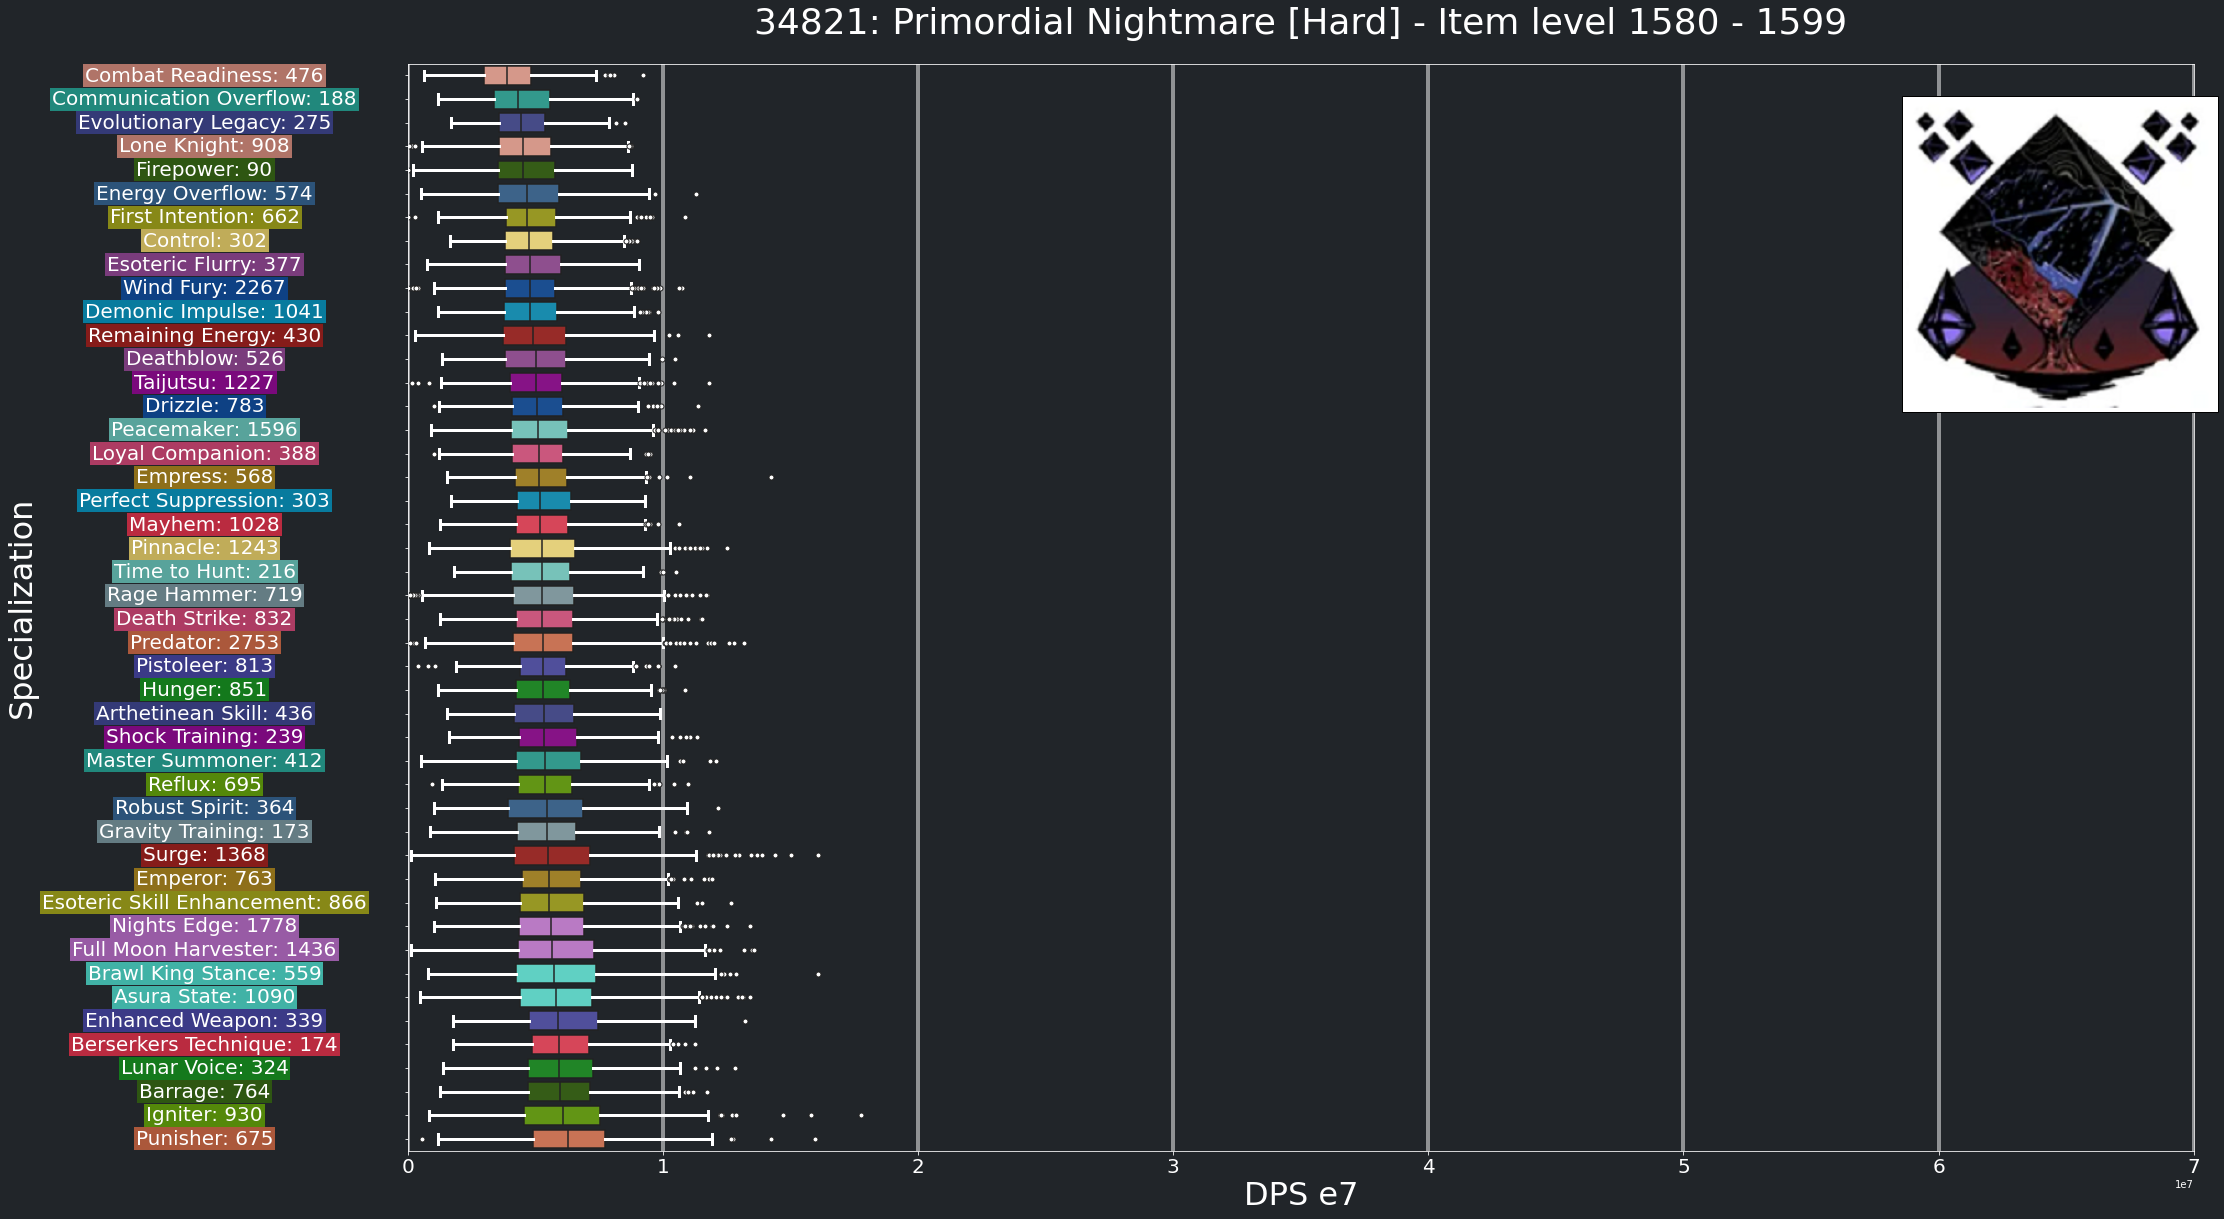 34821: Primordial Nightmare [Hard] - Item level 1580 - 1599
Specialization
Combat Readiness: 476
Communication Overflow: 188
Evolutionary Legacy: 275
Lone Knight: 908
Firepower: 90
Energy Overflow: 574
First Intention: 662
Control: 302
Esoteric Flurry: 377
Wind Fury: 2267
Demonic Impulse: 1041
Remaining Energy: 430
Deathblow: 526
Taijutsu: 1227
Drizzle: 783
Peacemaker: 1596
Loyal Companion: 388
Empress: 568
Perfect Suppression: 303
Mayhem: 1028
Pinnacle: 1243
Time to Hunt: 216
Rage Hammer: 719
Death Strike: 832
Predator: 2753
Pistoleer: 813
Hunger: 851
Arthetinean Skill: 436
Shock Training: 239
Master Summoner: 412
Reflux: 695
Robust Spirit: 364
Gravity Training: 173
Surge: 1368
Emperor: 763
Esoteric Skill Enhancement: 866
Nights Edge: 1778
Full Moon Harvester: 1436
Brawl King Stance: 559
Asura State: 1090
Enhanced Weapon: 339
Berserkers Technique: 174
Lunar Voice: 324
Barrage: 764
Igniter: 930
Punisher: 675
0 1 2 3 4 5 6 7
1e7
DPS e7